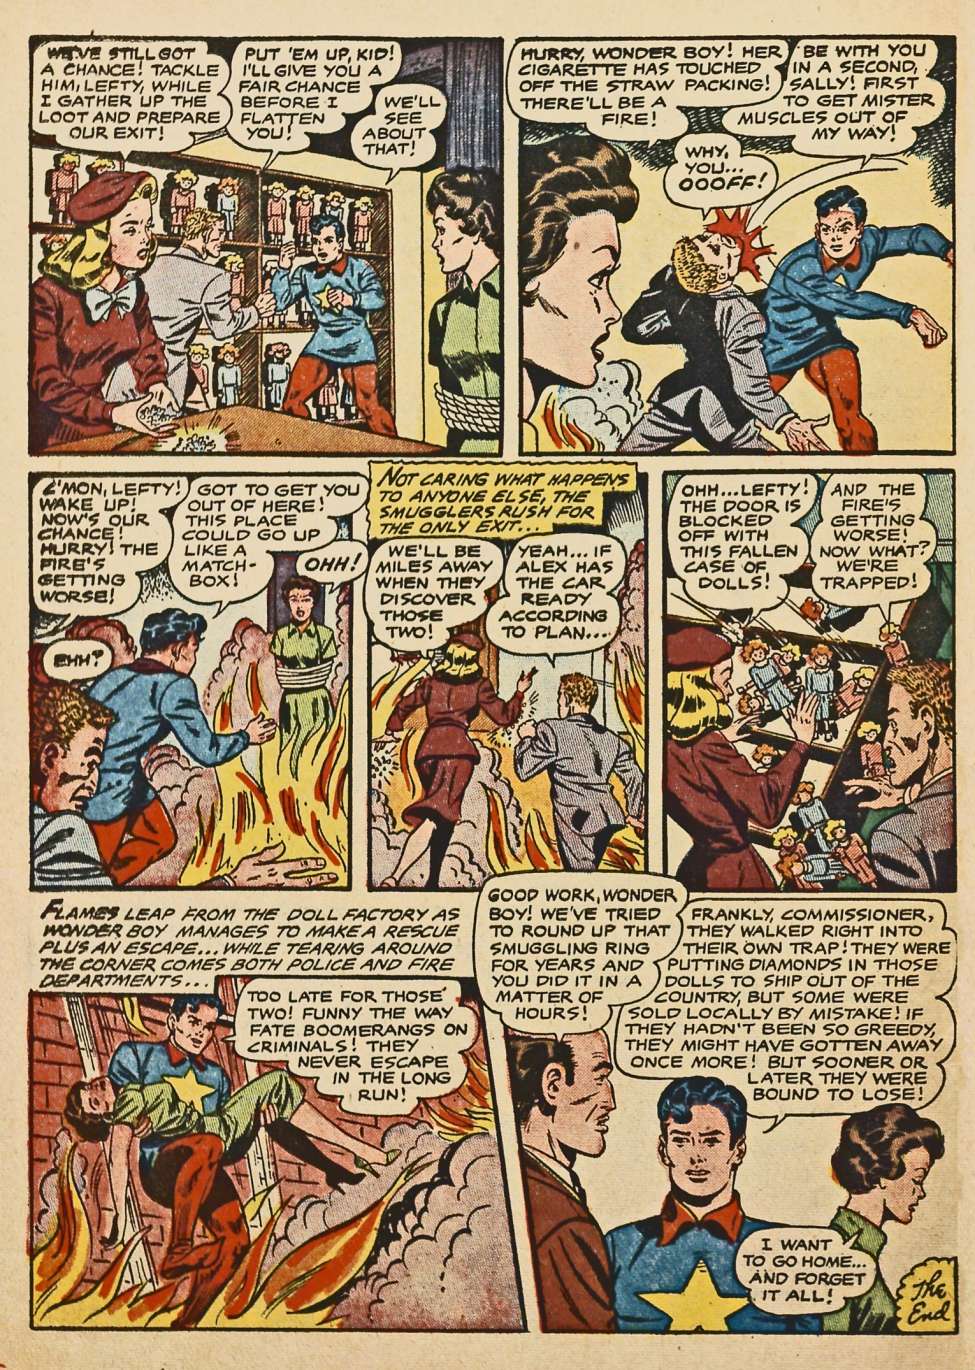 WE'VE STILL GOT
A CHANCE! TACKLE
HIM, LEFTY, WHILE
I GATHER UP THE
LOOT AND PREPARE
OUR EXIT!
PUT 'EM UP, KID!
I'LL GIVE YOU A
FAIR CHANCE
BEFORE I
FLATTEN
YOU!
WE'LL
SEE
ABOUT
THAT!
HURRY, WONDER BOY! HER
CIGARETTE HAS TOUCHED
OFF THE STRAW PACKING!
THERE'LL BE A
FIRE!
BE WITH YOU
IN A SECOND,
SALLY! FIRST
TO GET MISTER
MUSCLES OUT OF
MY WAY!
WHY,
YOU...
OOOFF!
C'MON, LEFTY!
WAKE UP!
NOW'S OUR
CHANCE!
HURRY! THE
FIRE'S
GETTING
WORSE!
GOT TO GET YOU
OUT OF HERE!
THIS PLACE
COULD GO UP
LIKE A
MATCH-
BOX!
OHH!
EHH?
NOT CARING WHAT HAPPENS
TO ANYONE ELSE, THE
SMUGGLERS RUSH FOR
THE ONLY EXIT...
WE'LL BE
MILES AWAY
WHEN THEY
DISCOVER
THOSE
TWO!
YEAH... IF
ALEX HAS
THE CAR
READY
ACCORDING
TO PLAN...
OHH...LEFTY!
THE DOOR IS
BLOCKED
OFF WITH
THIS FALLEN
CASE OF
DOLLS!
AND THE
FIRE'S
GETTING
WORSE!
NOW WHAT?
WE'RE
TRAPPED!
FLAMES LEAP FROM THE DOLL FACTORY AS
WONDER BOY MANAGES TO MAKE A RESCUE
PLUS AN ESCAPE... WHILE TEARING AROUND
THE CORNER COMES BOTH POLICE AND FIRE
DEPARTMENTS...
TOO LATE FOR THOSE
TWO! FUNNY THE WAY
FATE BOOMERANGS ON
CRIMINALS! THEY
NEVER ESCAPE
IN THE LONG
RUN!
GOOD WORK, WONDER
BOY! WE'VE TRIED
TO ROUND UP THAT
SMUGGLING RING
FOR YEARS AND
YOU DID IT IN A
MATTER OF
HOURS!
FRANKLY, COMMISSIONER,
THEY WALKED RIGHT INTO
THEIR OWN TRAP! THEY WERE
PUTTING DIAMONDS IN THOSE
DOLLS TO SHIP OUT OF THE
COUNTRY, BUT SOME WERE
SOLD LOCALLY BY MISTAKE! IF
THEY HADN'T BEEN SO GREEDY,
THEY MIGHT HAVE GOTTEN AWAY
ONCE MORE! BUT SOONER OR
LATER THEY WERE
BOUND TO LOSE!
I WANT
TO GO HOME...
AND FORGET
IT ALL!
The
End